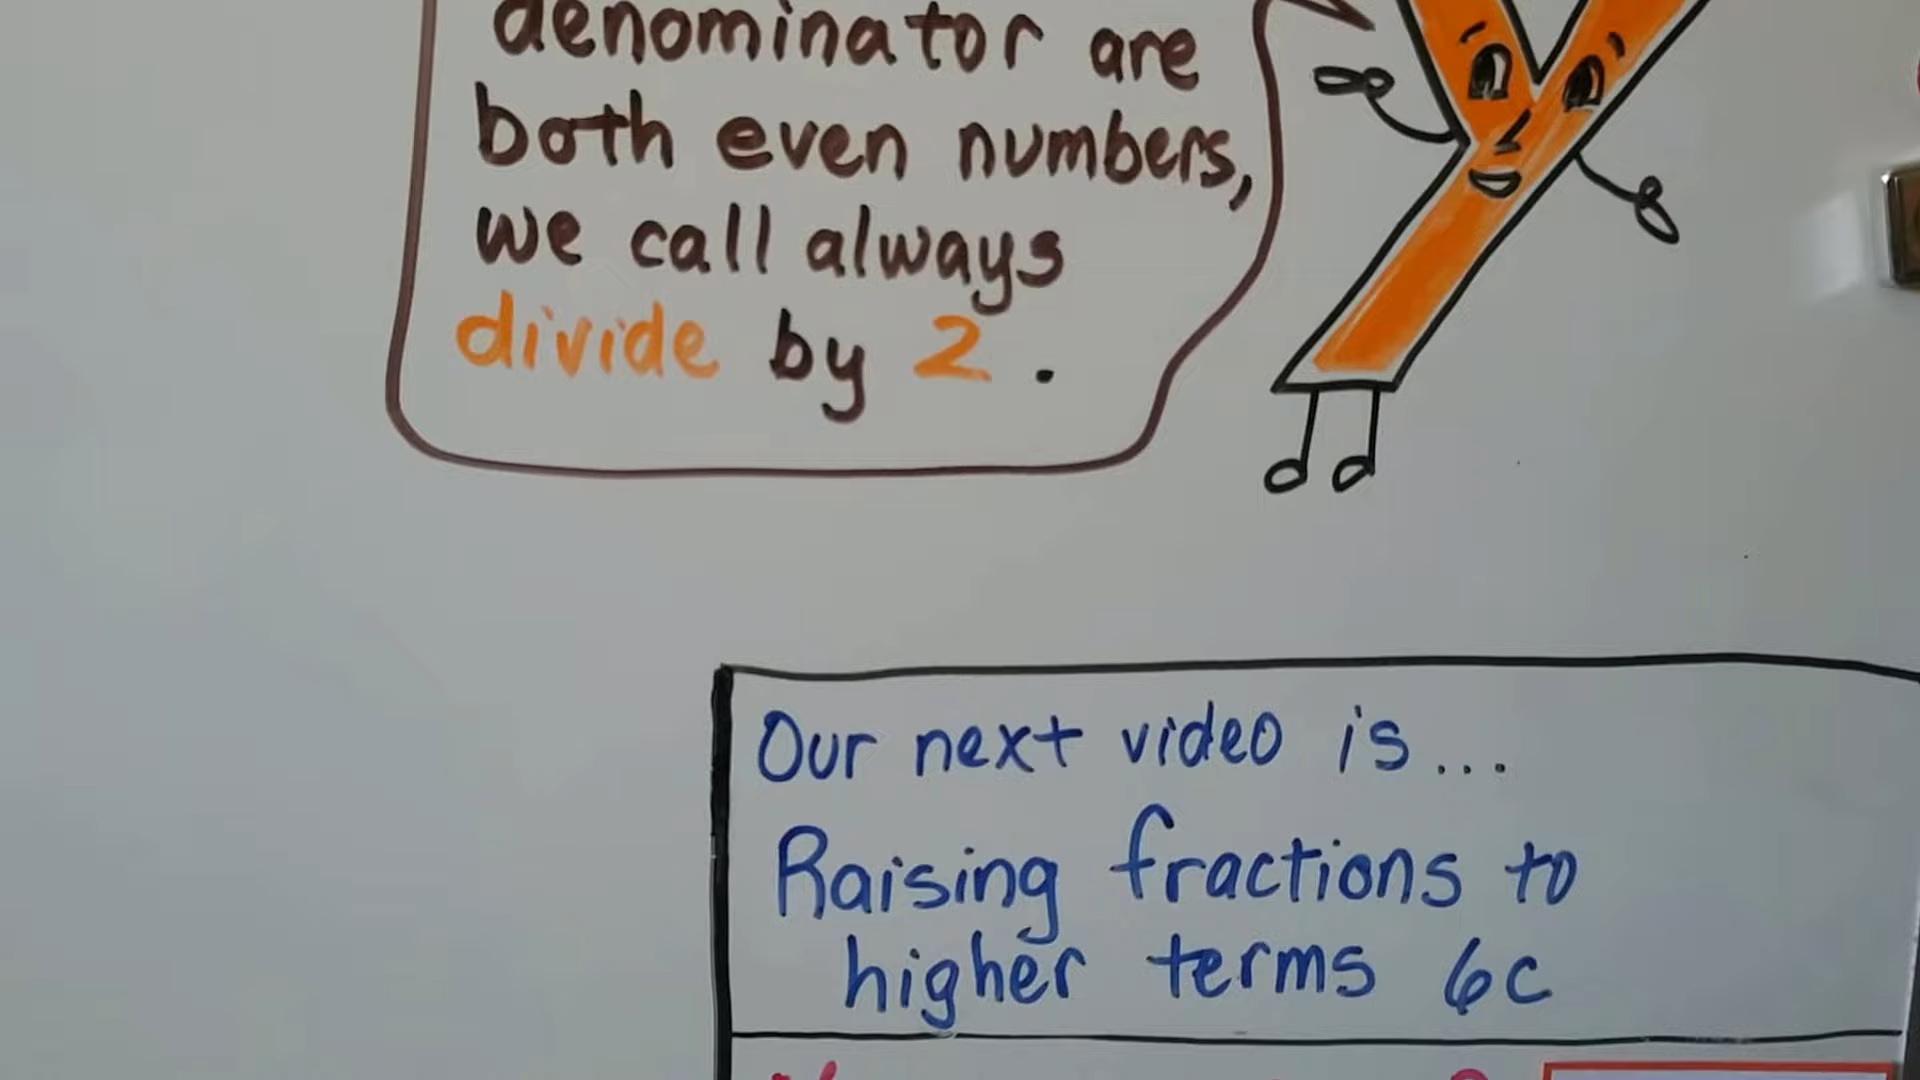 denominator are
both even numbers,
we call always
divide by 2.
Our next video is...
Raising fractions to
higher terms 6c